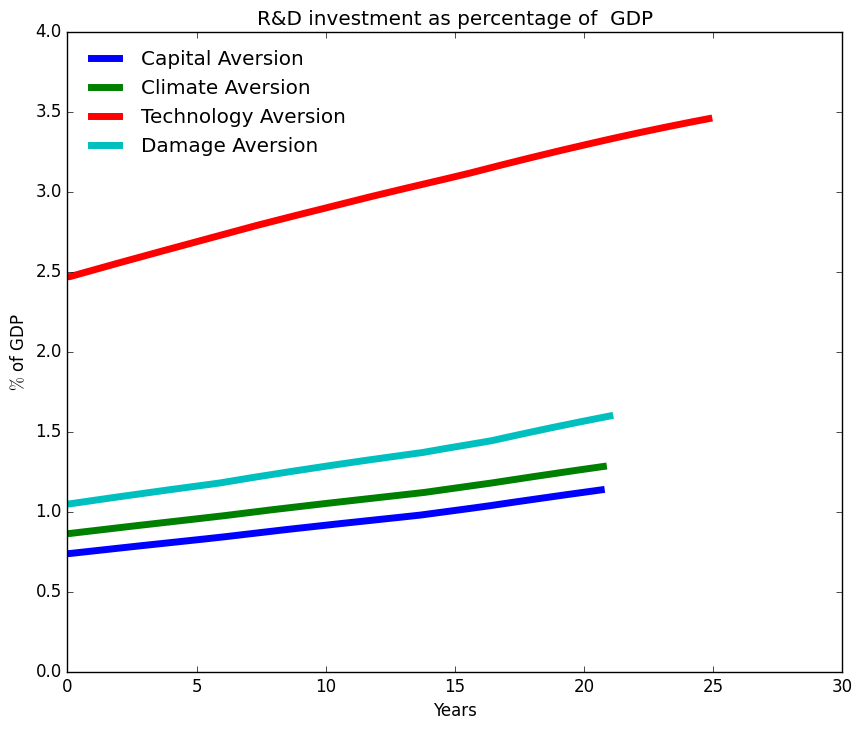 R&D investment as percentage of  GDP
Capital Aversion
Climate Aversion
Technology Aversion
Damage Aversion
% of GDP
4.0
3.5
3.0
2.5
2.0
1.5
1.0
0.5
0.0
0 5 10 15 20 25 30
Years